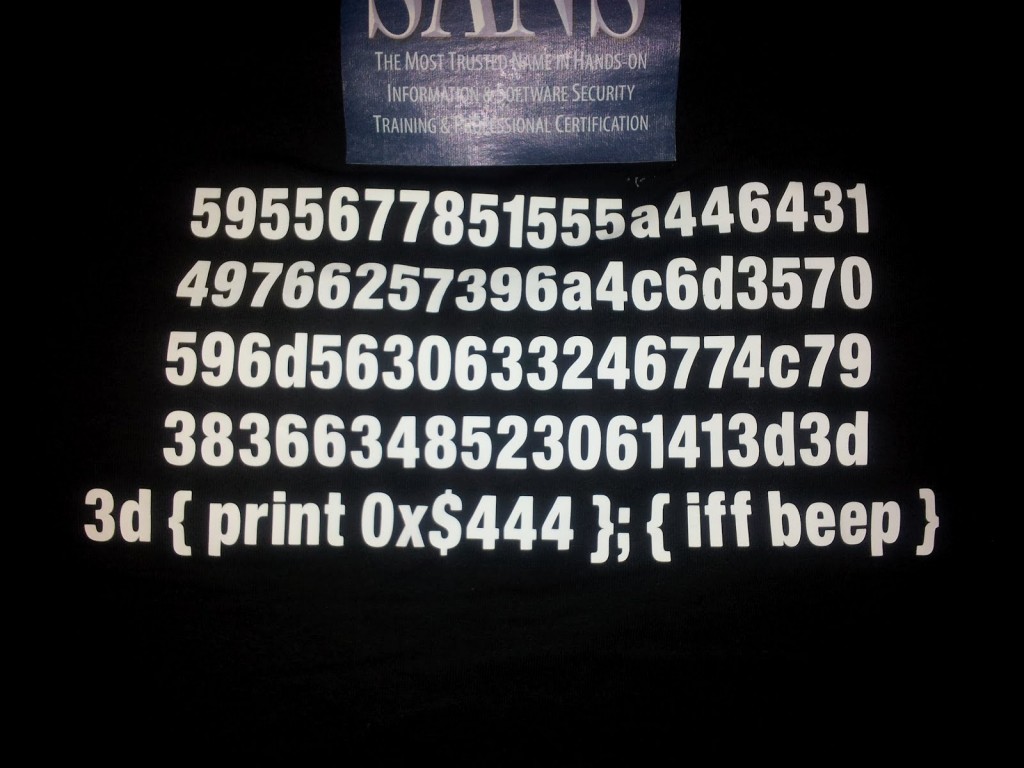 SANS
THE MOST TRUSTED NAME IN HANDS-ON
INFORMATION & SOFTWARE SECURITY
TRAINING & PROFESSIONAL CERTIFICATION
5955677851555a446431
49766257396a4c6d3570
596d5630633246774c79
38366348523061413d3d
3d { print 0x$444 }; { iff beep }